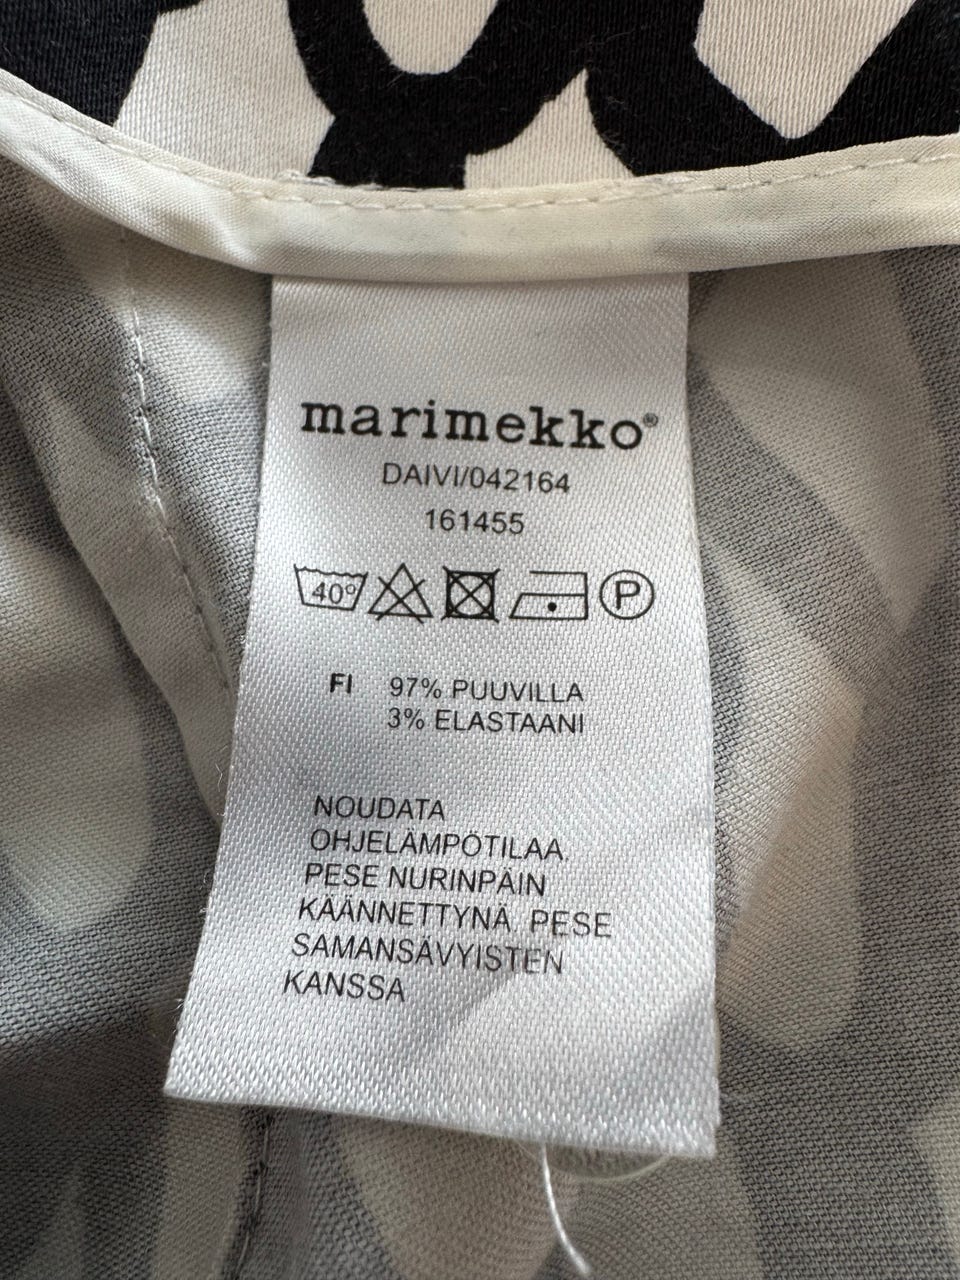 marimekko®
DAIVI/042164
161455
40° P
FI 97% PUUVILLA
3% ELASTAANI
NOUDATA
OHJELÄMPÖTILAA.
PESE NURINPÄIN
KÄÄNNETTYNÄ. PESE
SAMANSÄVYISTEN
KANSSA